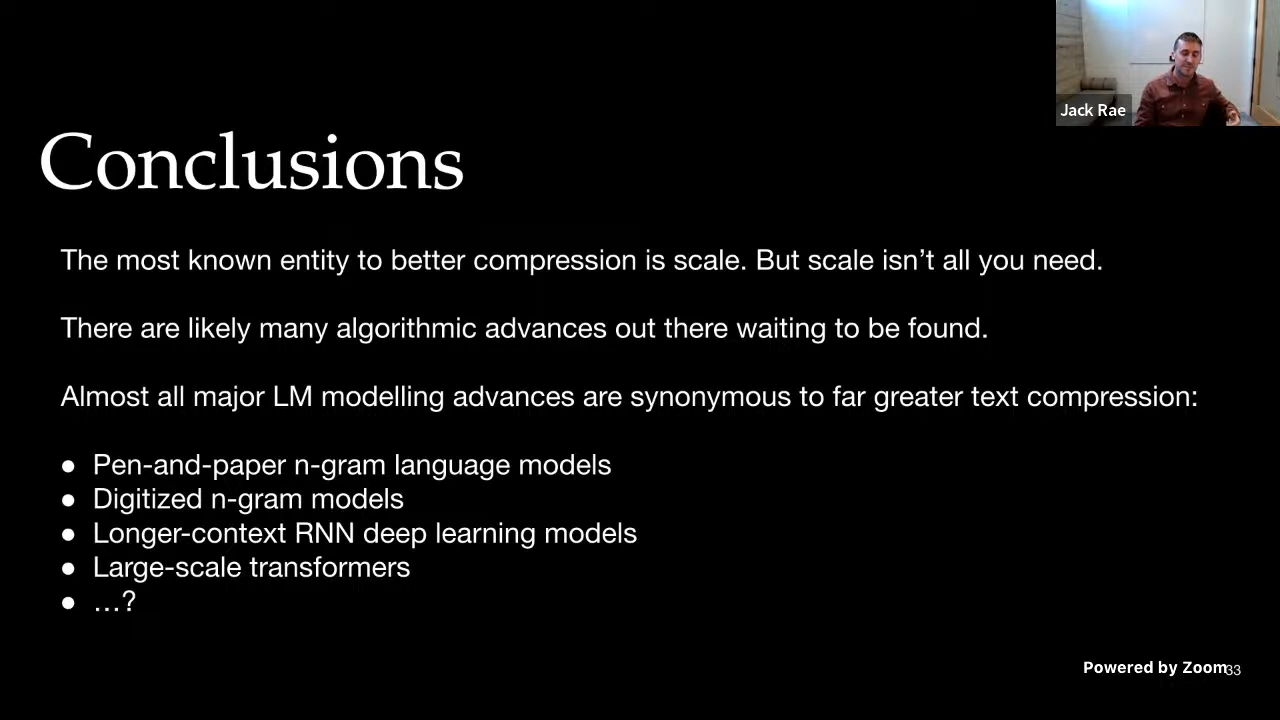 Jack Rae
Conclusions
The most known entity to better compression is scale. But scale isn’t all you need.
There are likely many algorithmic advances out there waiting to be found.
Almost all major LM modelling advances are synonymous to far greater text compression:
● Pen-and-paper n-gram language models
● Digitized n-gram models
● Longer-context RNN deep learning models
● Large-scale transformers
● …?
Powered by Zoom
33